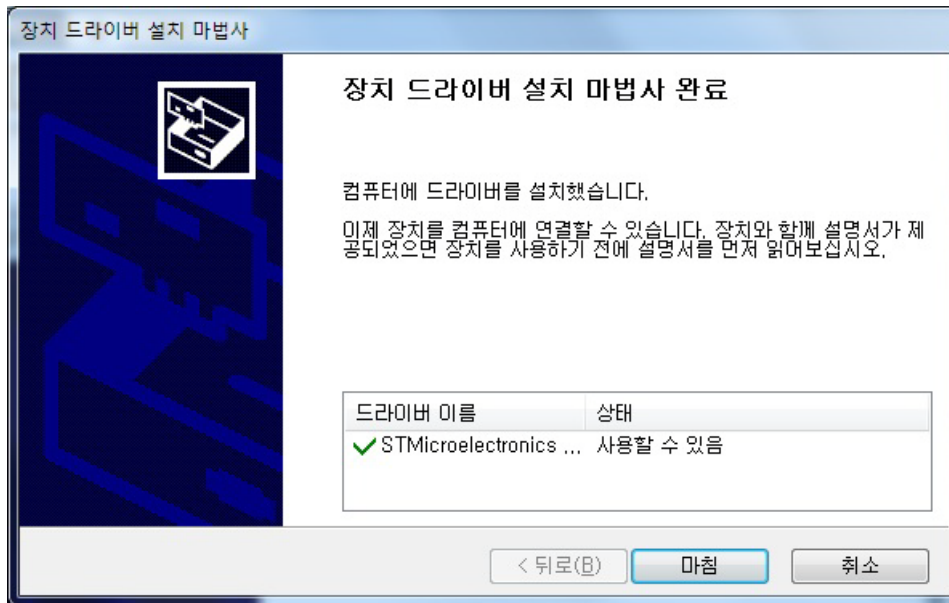 장치 드라이버 설치 마법사
장치 드라이버 설치 마법사 완료
컴퓨터에 드라이버를 설치했습니다.
이제 장치를 컴퓨터에 연결할 수 있습니다. 장치와 함께 설명서가 제
공되었으면 장치를 사용하기 전에 설명서를 먼저 읽어보십시오.
드라이버 이름 상태
STMicroelectronics ... 사용할 수 있음
< 뒤로(B) 마침 취소